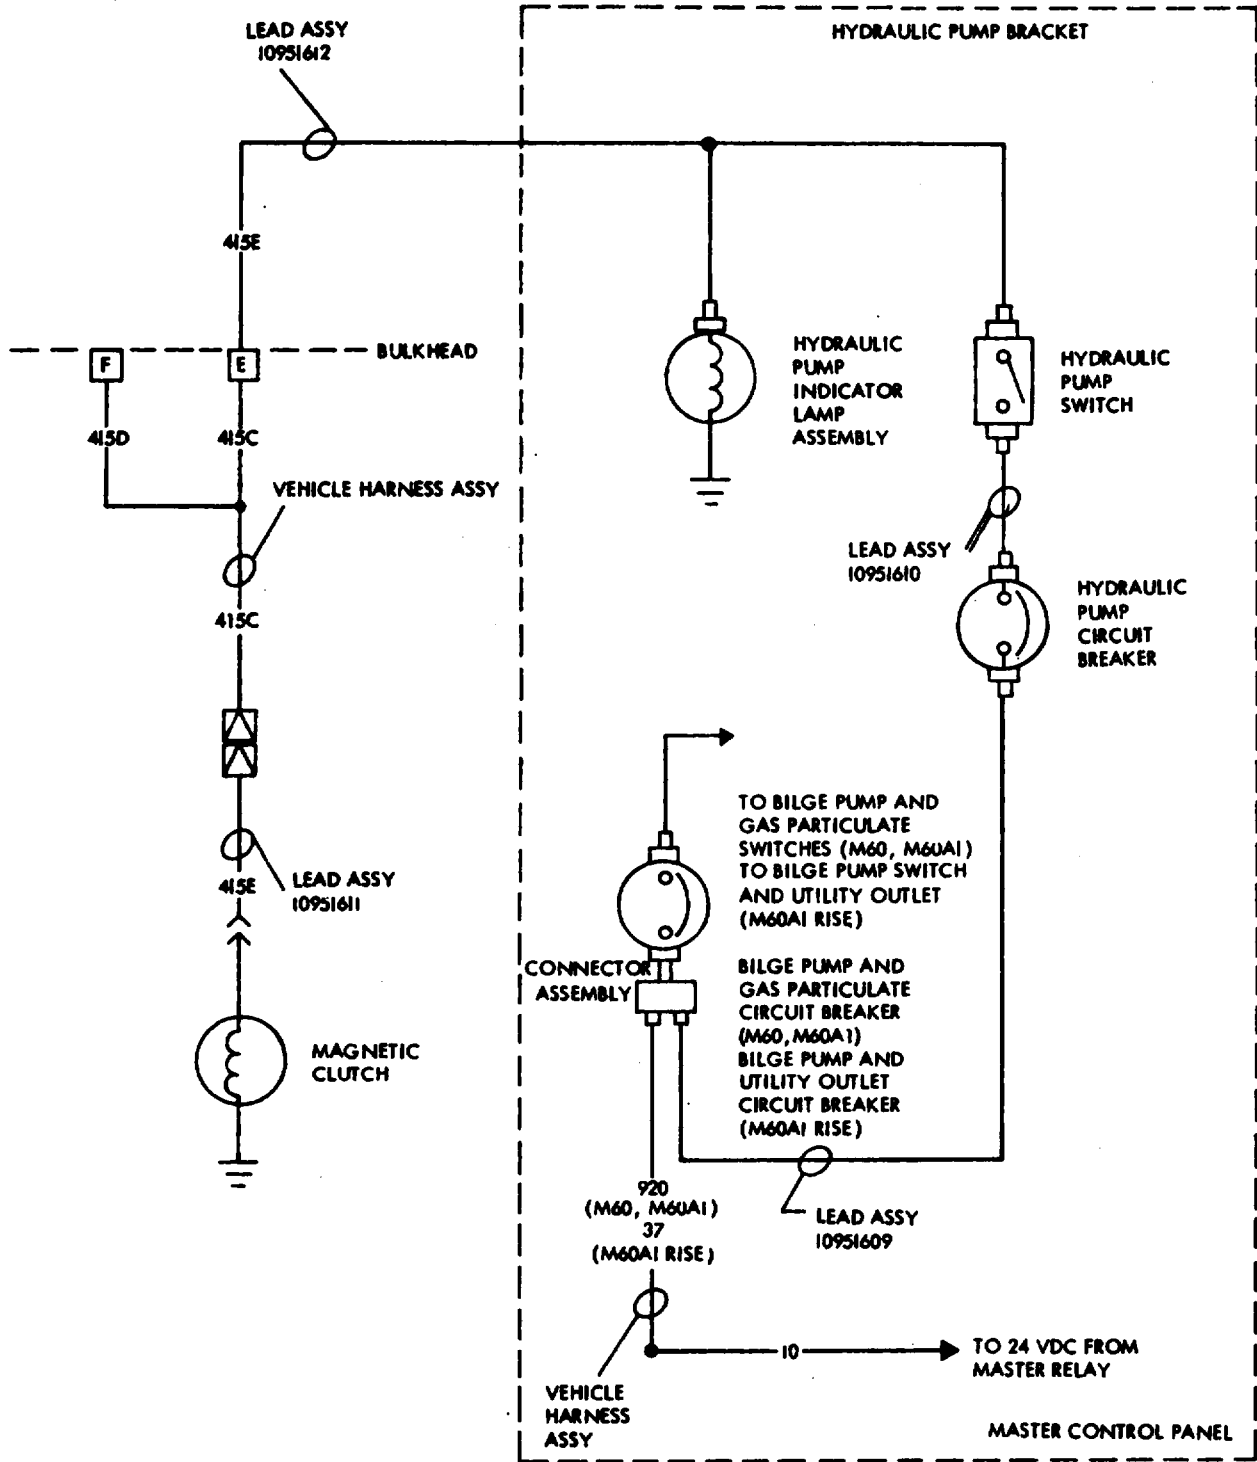 LEAD ASSY
10951612
HYDRAULIC PUMP BRACKET
415E
F
E
BULKHEAD
415D
415C
VEHICLE HARNESS ASSY
415C
HYDRAULIC
PUMP
INDICATOR
LAMP
ASSEMBLY
HYDRAULIC
PUMP
SWITCH
LEAD ASSY
10951610
HYDRAULIC
PUMP
CIRCUIT
BREAKER
415E
LEAD ASSY
10951611
TO BILGE PUMP AND
GAS PARTICULATE
SWITCHES (M60, M60A1)
TO BILGE PUMP SWITCH
AND UTILITY OUTLET
(M60A1 RISE)
CONNECTOR
ASSEMBLY
BILGE PUMP AND
GAS PARTICULATE
CIRCUIT BREAKER
(M60, M60A1)
BILGE PUMP AND
UTILITY OUTLET
CIRCUIT BREAKER
(M60A1 RISE)
MAGNETIC
CLUTCH
920
(M60, M60A1)
37
(M60A1 RISE)
LEAD ASSY
10951609
10
TO 24 VDC FROM
MASTER RELAY
VEHICLE
HARNESS
ASSY
MASTER CONTROL PANEL